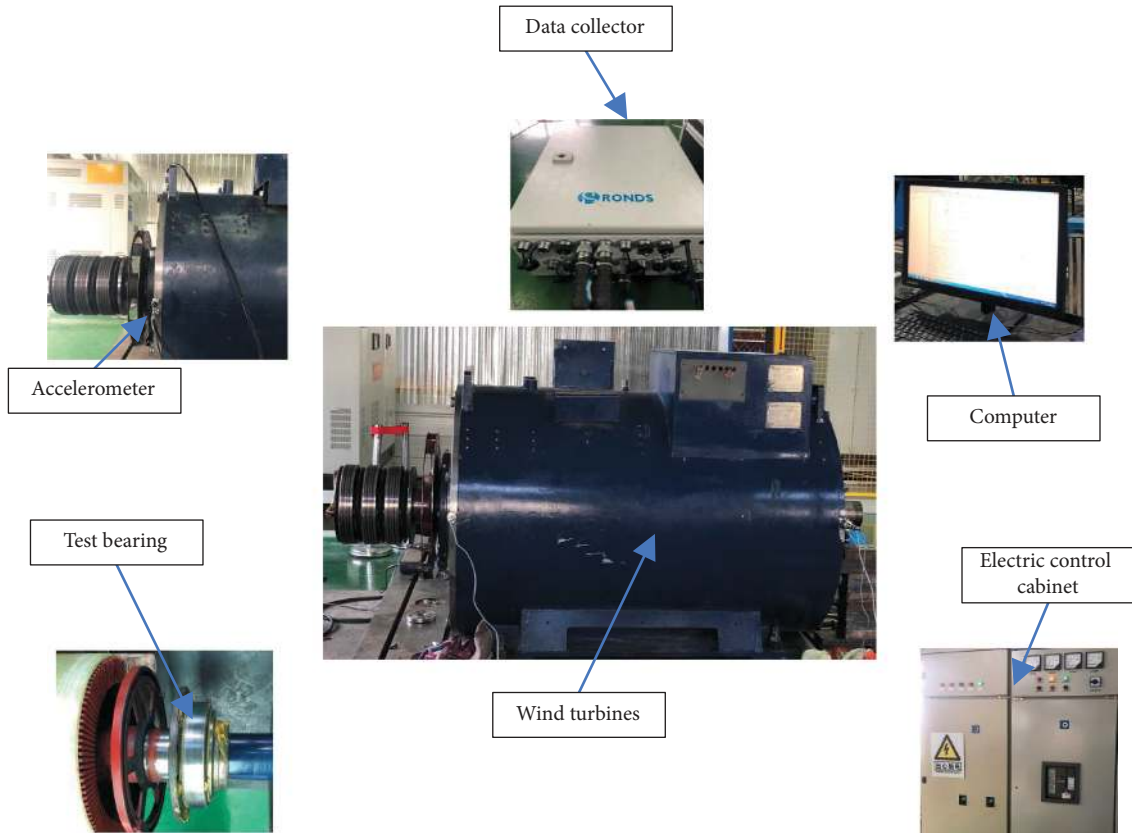 Data collector
RONDS
Accelerometer
Computer
Test bearing
Electric control
cabinet
Wind turbines